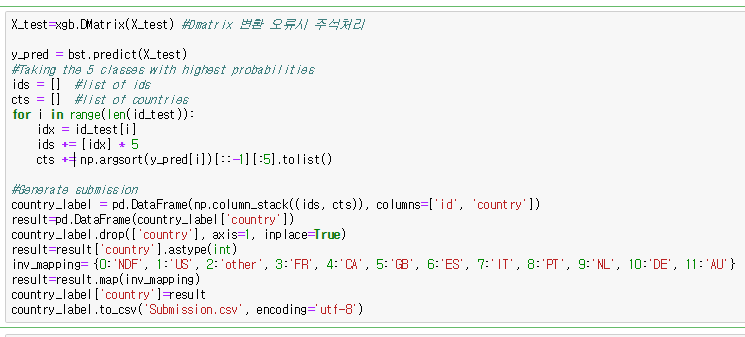 X_test=xgb.DMatrix(X_test) #Dmatrix 변환 오류시 주석처리
y_pred = bst.predict(X_test)
#Taking the 5 classes with highest probabilities
ids = []  #list of ids
cts = []  #list of countries
for i in range(len(id_test)):
    idx = id_test[i]
    ids += [idx] * 5
    cts += np.argsort(y_pred[i])[::-1][:5].tolist()
#Generate submission
country_label = pd.DataFrame(np.column_stack((ids, cts)), columns=['id', 'country'])
result=pd.DataFrame(country_label['country'])
country_label.drop(['country'], axis=1, inplace=True)
result=result['country'].astype(int)
inv_mapping= {0:'NDF', 1:'US', 2:'other', 3:'FR', 4:'CA', 5:'GB', 6:'ES', 7:'IT', 8:'PT', 9:'NL', 10:'DE', 11:'AU'}
result=result.map(inv_mapping)
country_label['country']=result
country_label.to_csv('Submission.csv', encoding='utf-8')